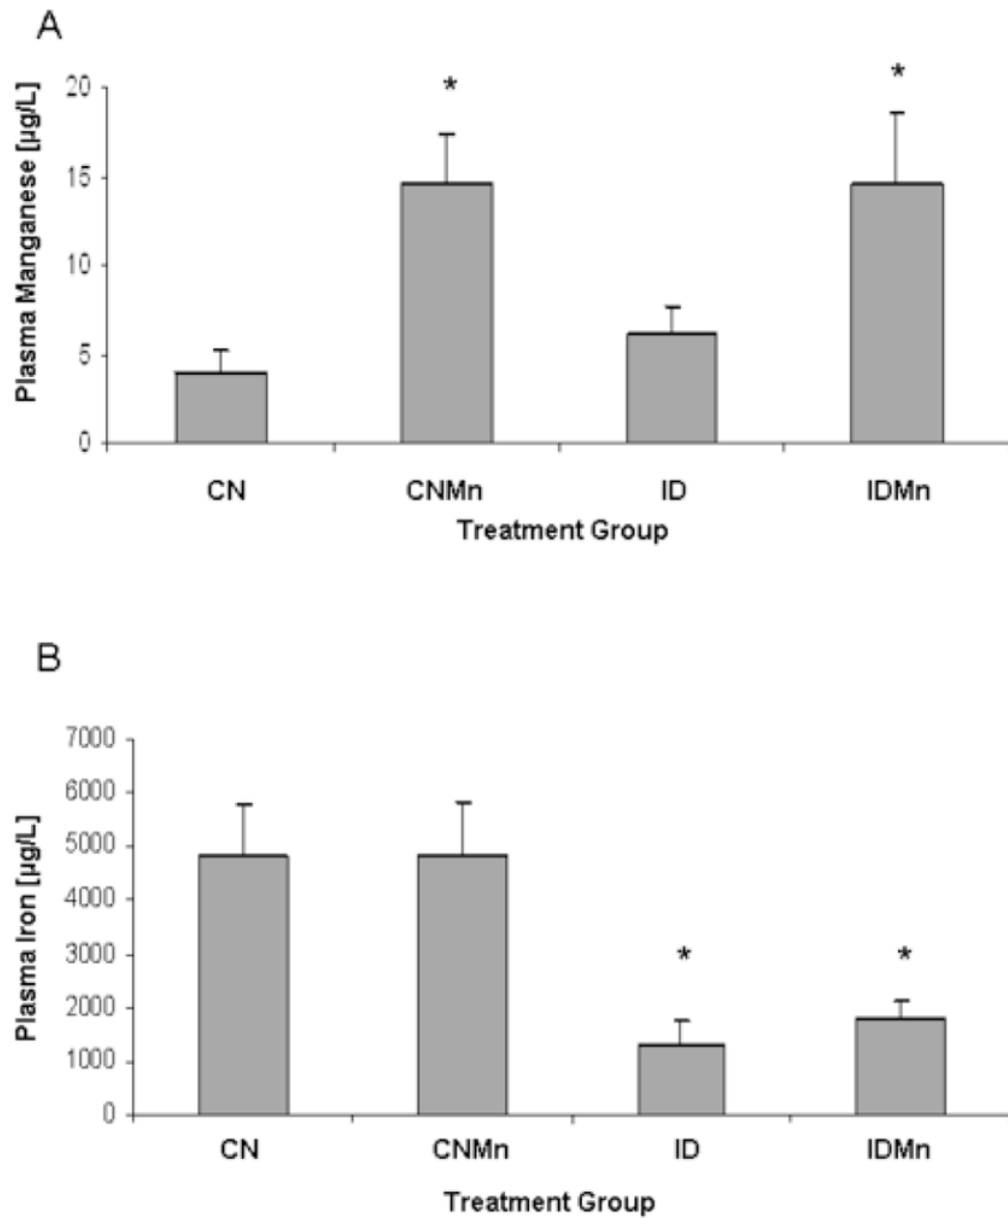 A
Plasma Manganese [µg/L]
20
15
10
5
0
*
*
CN CNMn ID IDMn
Treatment Group
B
Plasma Iron [µg/L]
7000
6000
5000
4000
3000
2000
1000
0
*
*
CN CNMn ID IDMn
Treatment Group